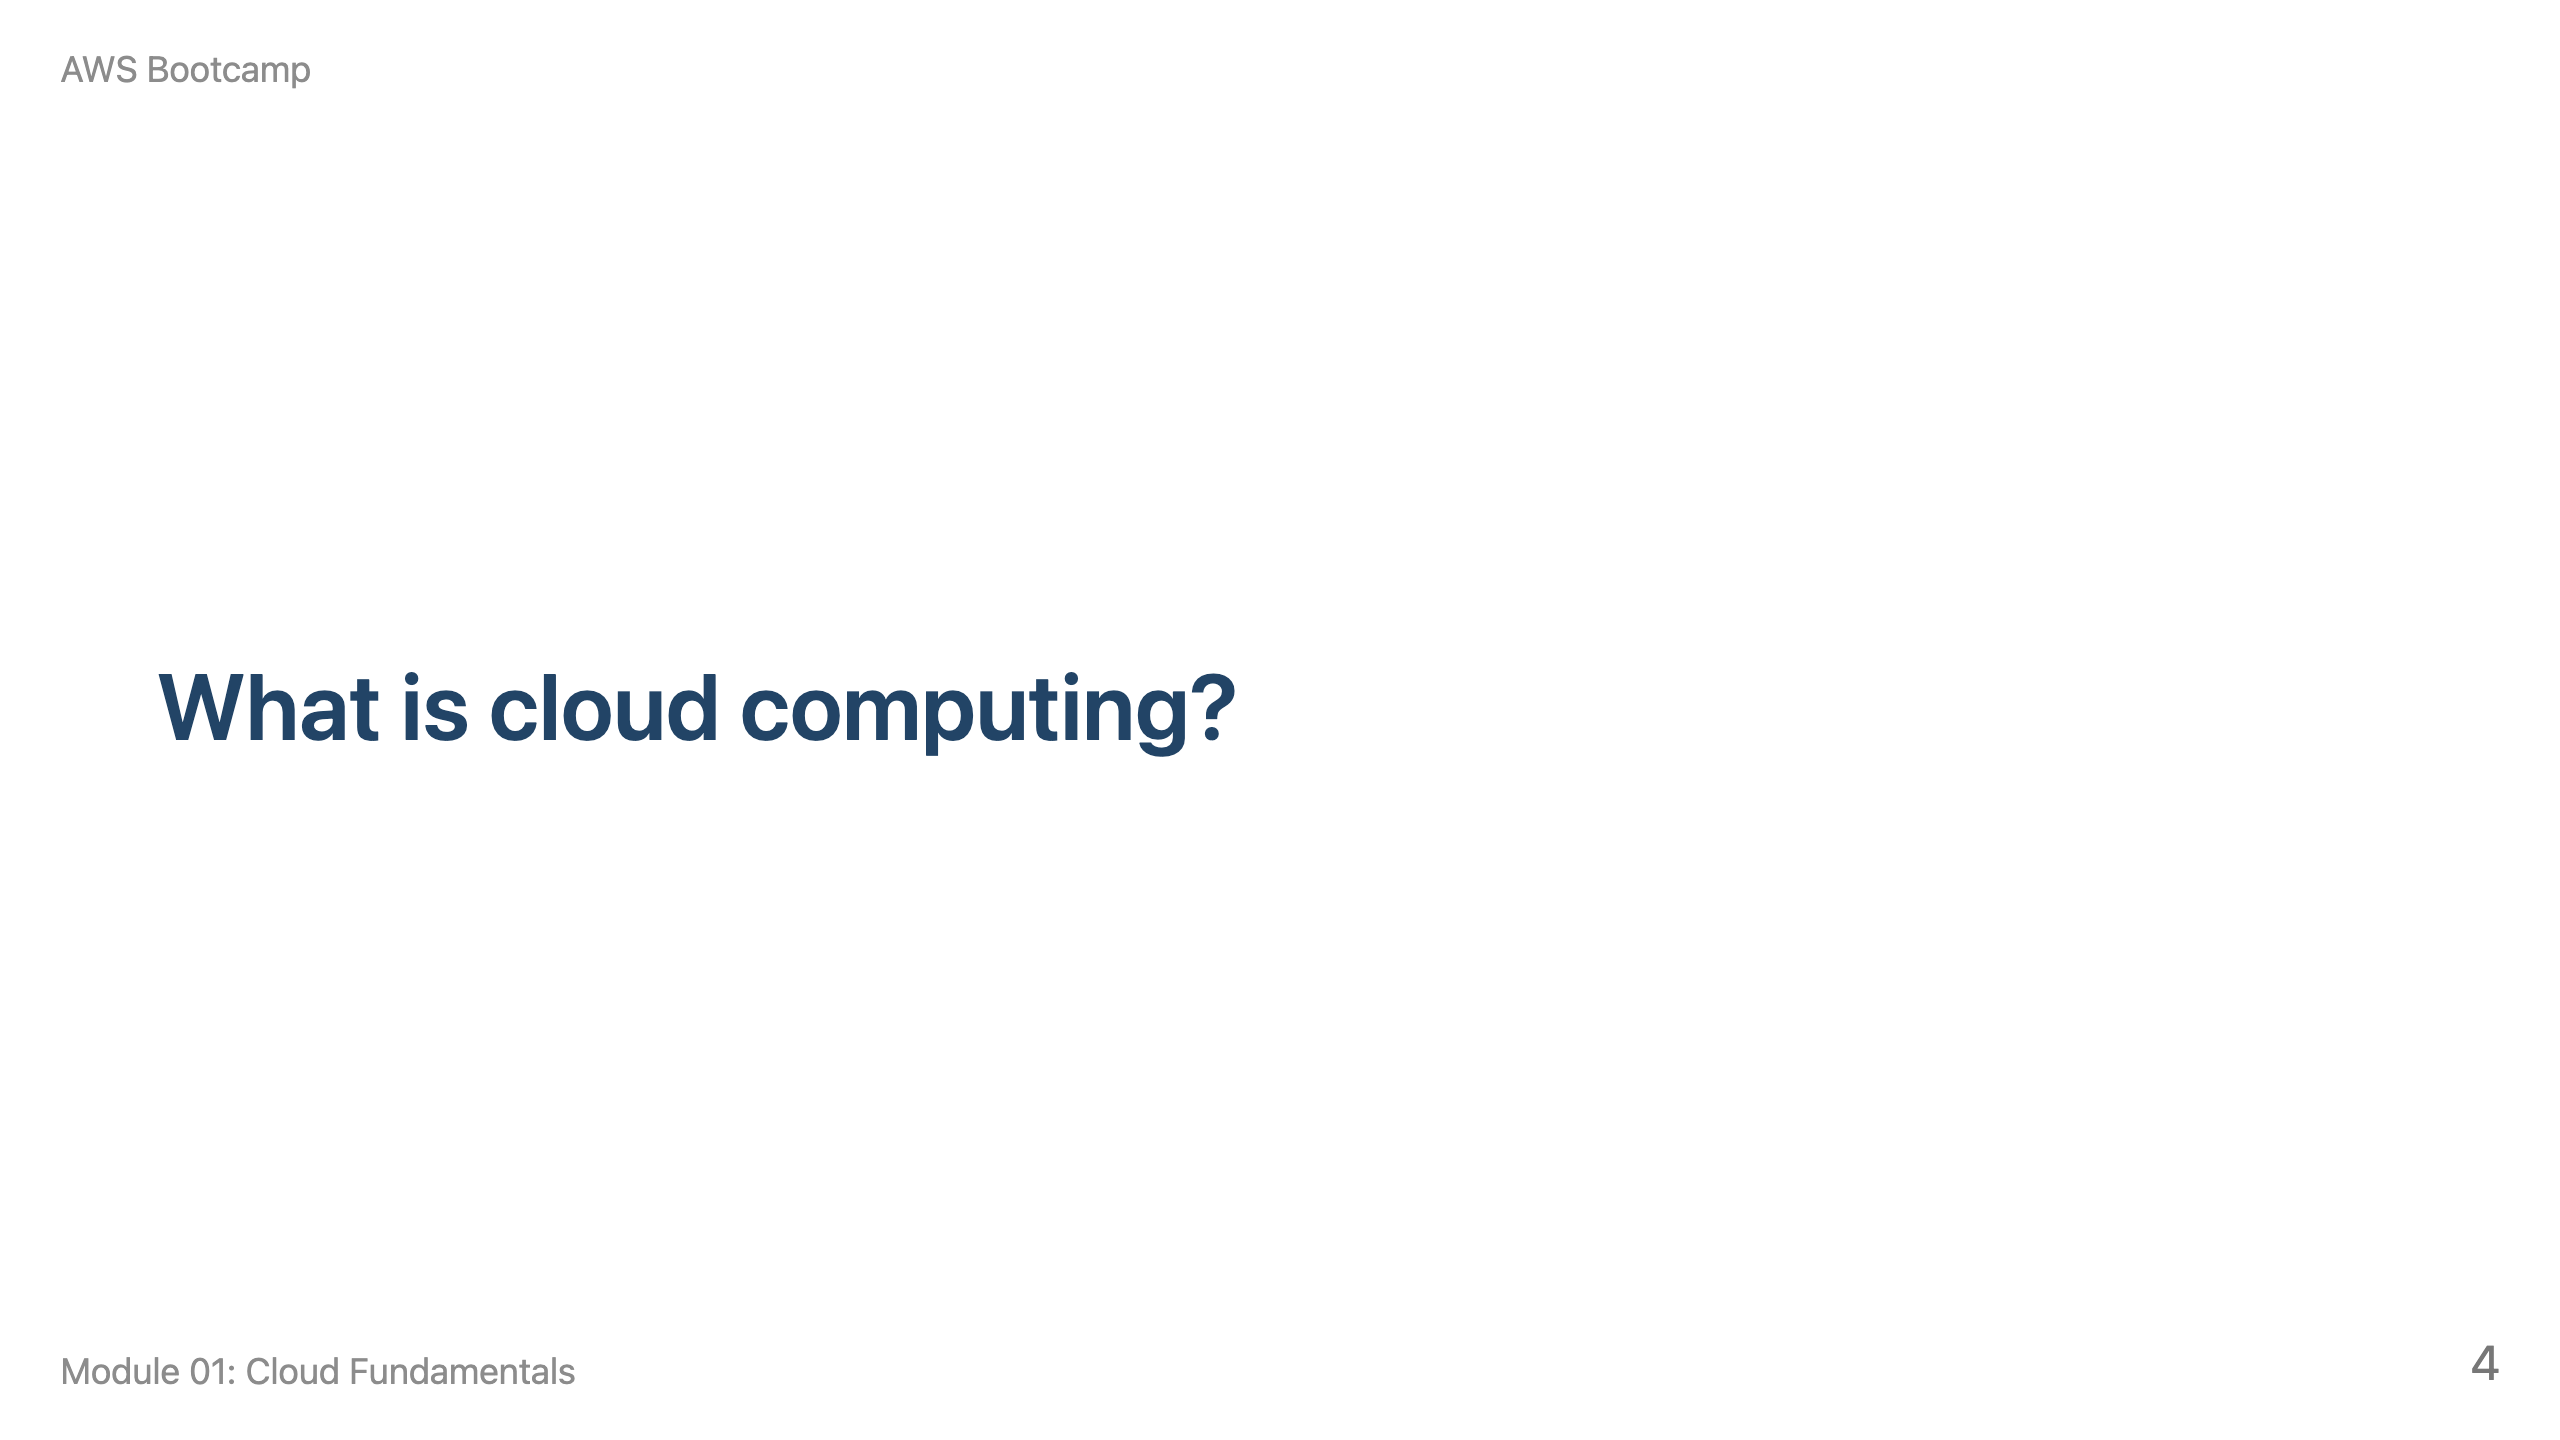 AWS Bootcamp
What is cloud computing?
Module 01: Cloud Fundamentals
4